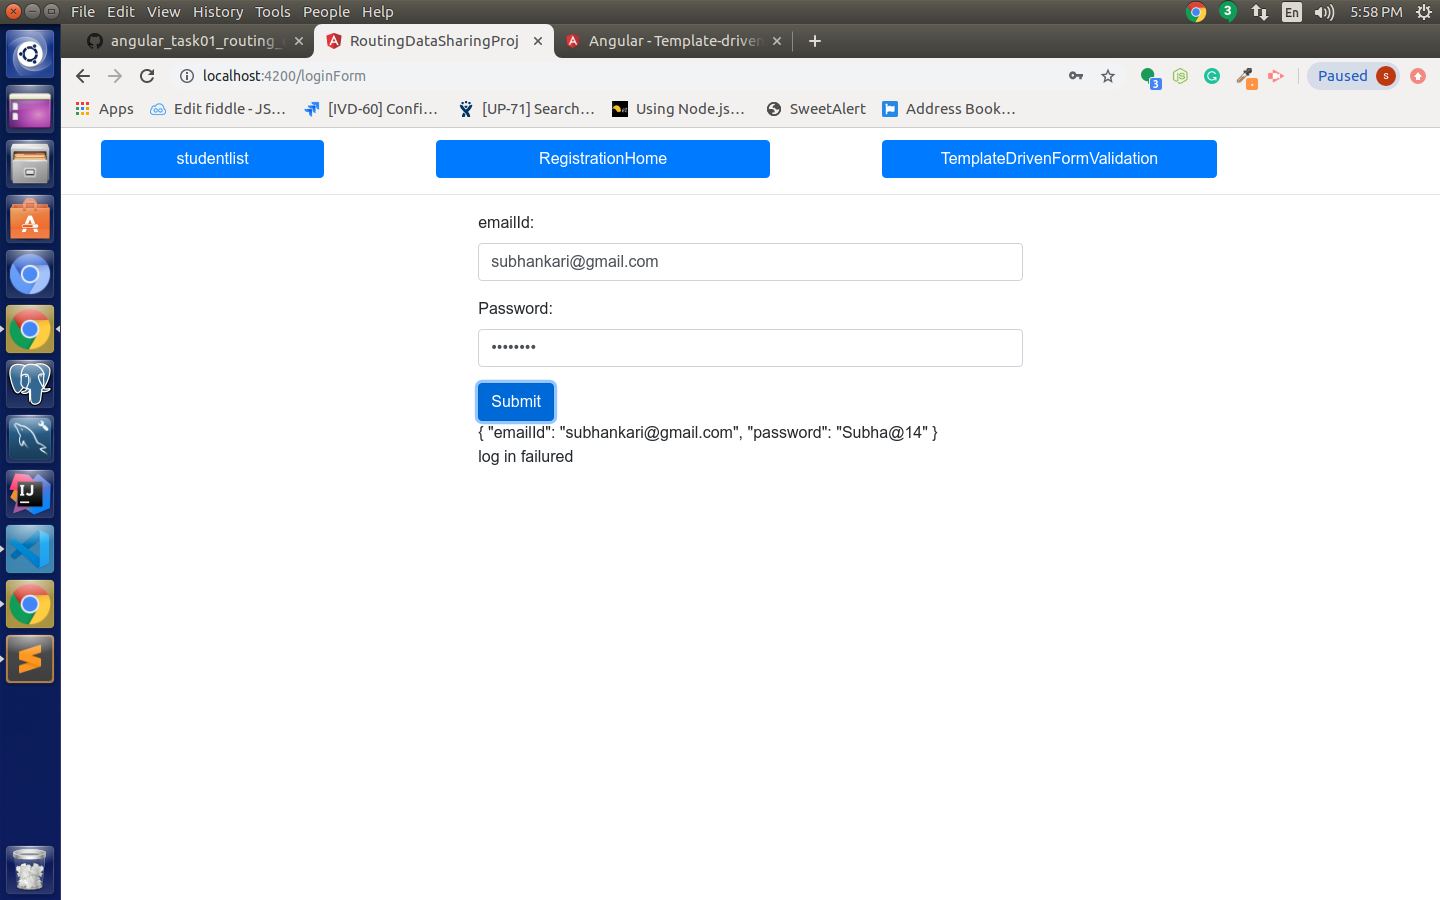 File Edit View History Tools People Help
3 En 5:58 PM
angular_task01_routing_
RoutingDataSharingProj
Angular - Template-driven
localhost:4200/loginForm
3
Paused s
Apps
Edit fiddle - JS...
[IVD-60] Confi...
[UP-71] Search...
Using Node.js...
SweetAlert
Address Book...
studentlist
RegistrationHome
TemplateDrivenFormValidation
emailId:
subhankari@gmail.com
Password:
••••••••
Submit
{ "emailId": "subhankari@gmail.com", "password": "Subha@14" }
log in failured